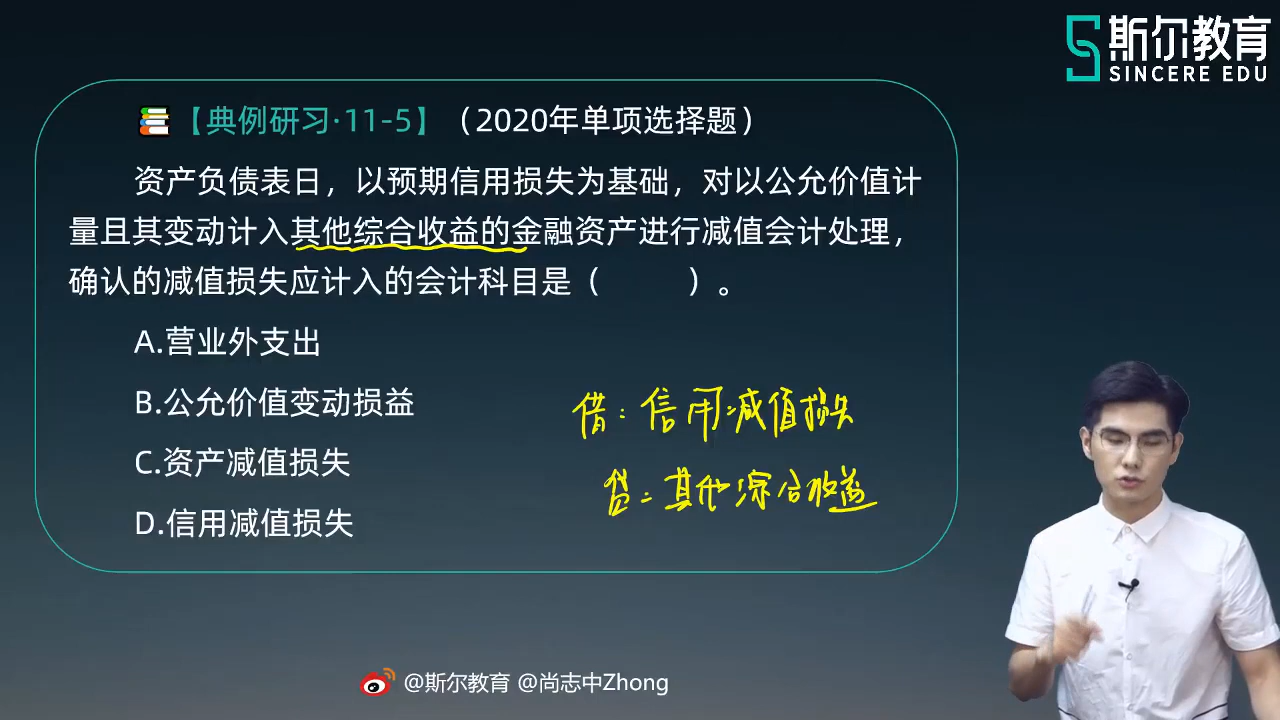 斯尔教育
SINCERE EDU
【典例研习·11-5】（2020年单项选择题）
资产负债表日，以预期信用损失为基础，对以公允价值计
量且其变动计入其他综合收益的金融资产进行减值会计处理，
确认的减值损失应计入的会计科目是（ ）。
A.营业外支出
B.公允价值变动损益
C.资产减值损失
D.信用减值损失
借：信用减值损失
贷：其他综合收益
@斯尔教育 @尚志中Zhong